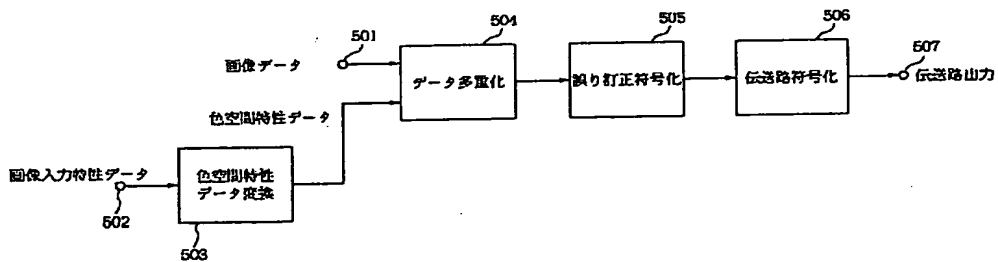 504
505
506
501
507
画像データ
データ多重化
誤り訂正符号化
伝送路符号化
伝送路出力
色空間特性データ
画像入力特性データ
色空間特性
データ変換
502
503